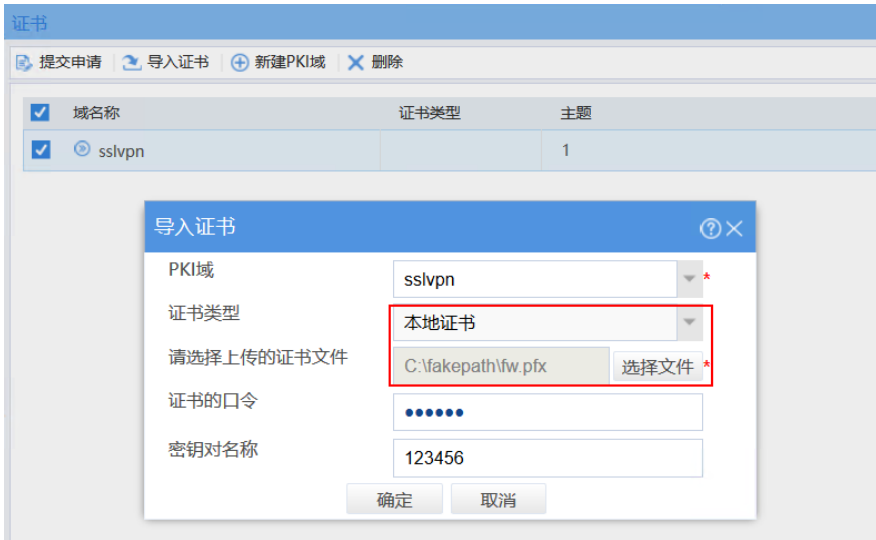 证书
提交申请 导入证书 新建PKI域 删除
域名称 证书类型 主题
sslvpn 1
导入证书
PKI域 sslvpn *
证书类型 本地证书
请选择上传的证书文件 C:\fakepath\fw.pfx 选择文件 *
证书的口令 ••••••
密钥对名称 123456
确定 取消